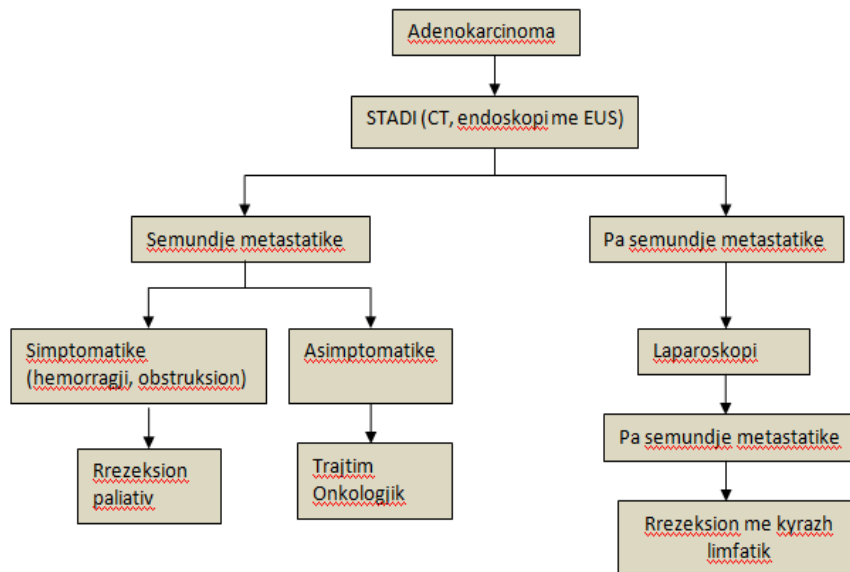 Adenokarcinoma
STADI (CT, endoskopi me EUS)
Semundje metastatike
Pa semundje metastatike
Simptomatike
(hemorragji, obstruksion)
Asimptomatike
Laparoskopi
Rrezeksion
paliativ
Trajtim
Onkologjik
Pa semundje metastatike
Rrezeksion me kyrazh
limfatik